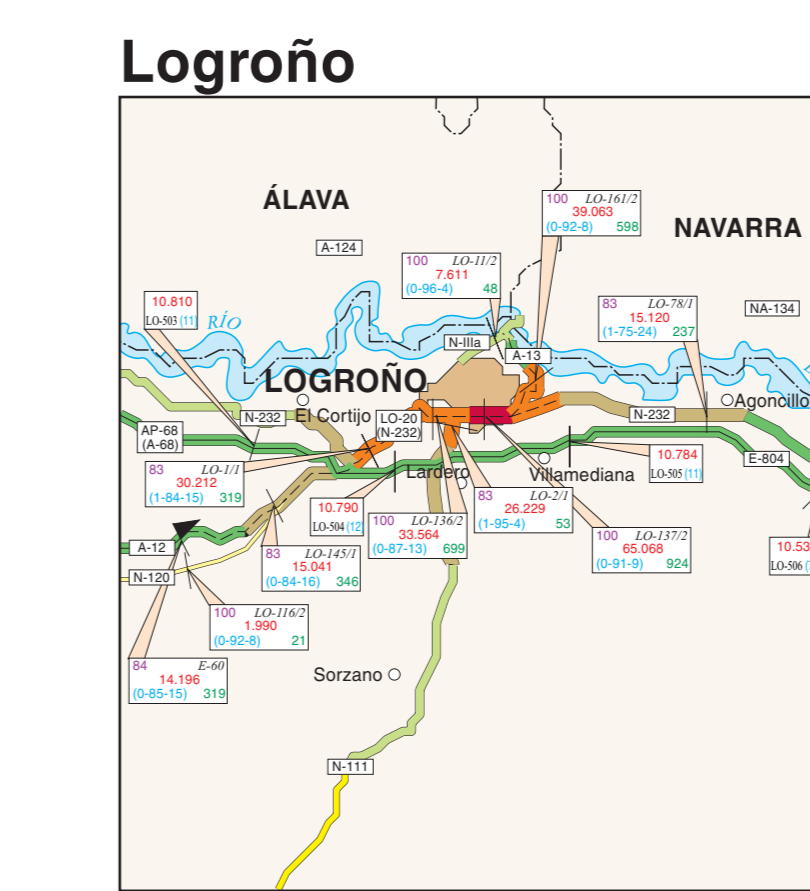 Logroño
ÁLAVA
NAVARRA
A-124
100 LO-161/2
39.063
(0-92-8) 598
100 LO-11/2
7.611
(0-96-4) 48
83 LO-78/1
15.120
(1-75-24) 237
NA-134
10.810
LO-503 (11)
RÍO
N-IIIa
A-13
LOGROÑO
El Cortijo
N-232
LO-20
(N-232)
N-232
Agoncillo
AP-68
(A-68)
E-804
83 LO-1/1
30.212
(1-84-15) 319
Lardero
Villamediana
10.784
LO-505 (11)
10.790
LO-504 (12)
83 LO-2/1
26.229
(1-95-4) 53
100 LO-136/2
33.564
(0-87-13) 699
100 LO-137/2
65.068
(0-91-9) 924
10.53
LO-506
A-12
83 LO-145/1
15.041
(0-84-16) 346
N-120
100 LO-116/2
1.990
(0-92-8) 21
84 E-60
14.196
(0-85-15) 319
Sorzano
N-111